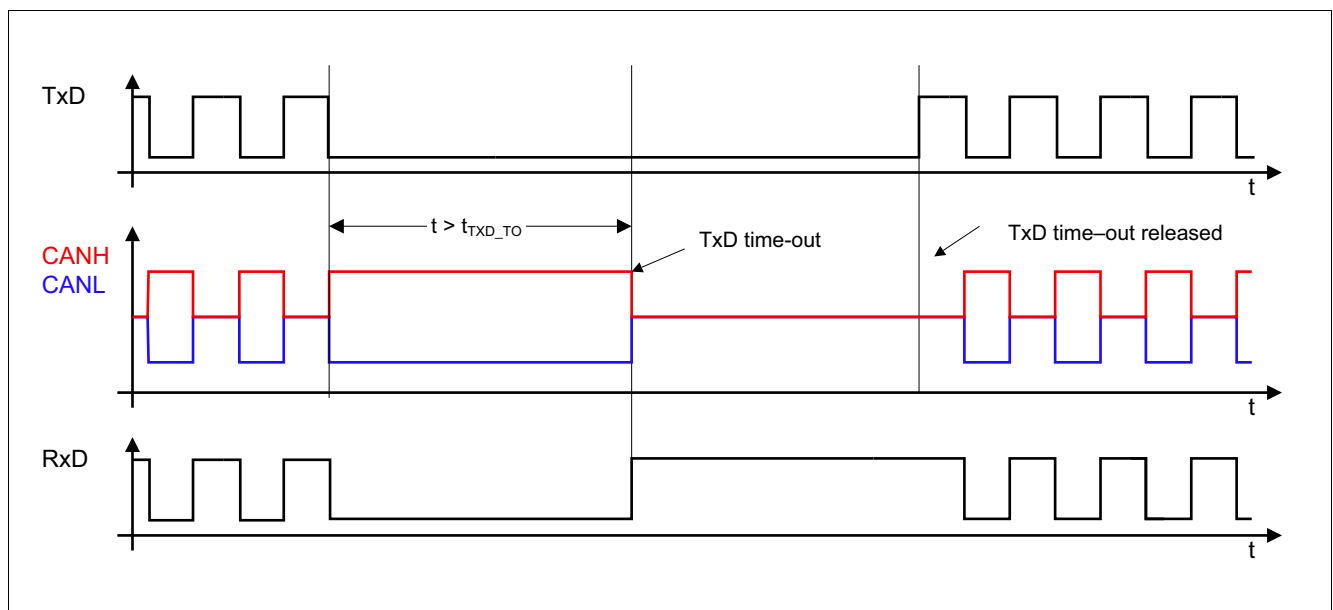 TxD
t
t > tTXD_TO
TxD time-out
TxD time–out released
CANH
CANL
t
RxD
t